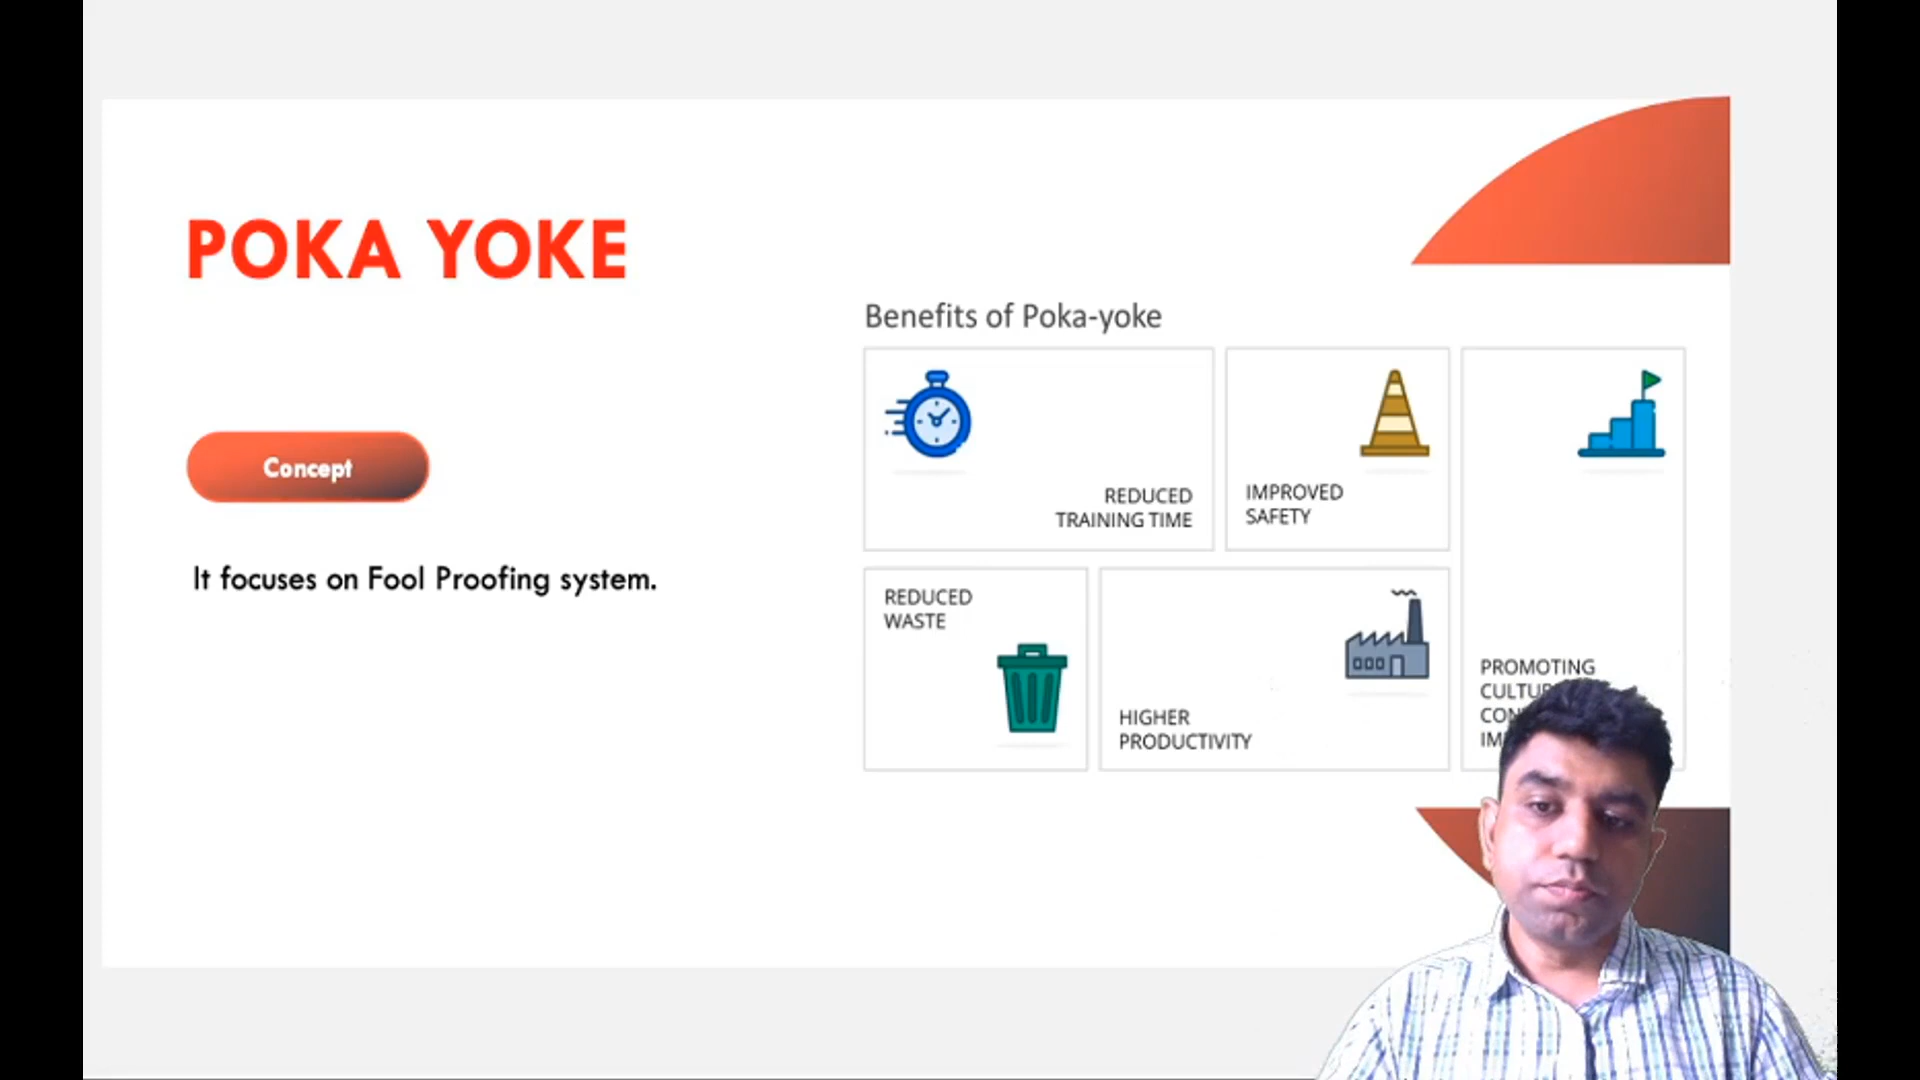 POKA YOKE
Concept
It focuses on Fool Proofing system.
Benefits of Poka-yoke
REDUCED
TRAINING TIME
IMPROVED
SAFETY
REDUCED
WASTE
HIGHER
PRODUCTIVITY
PROMOTING